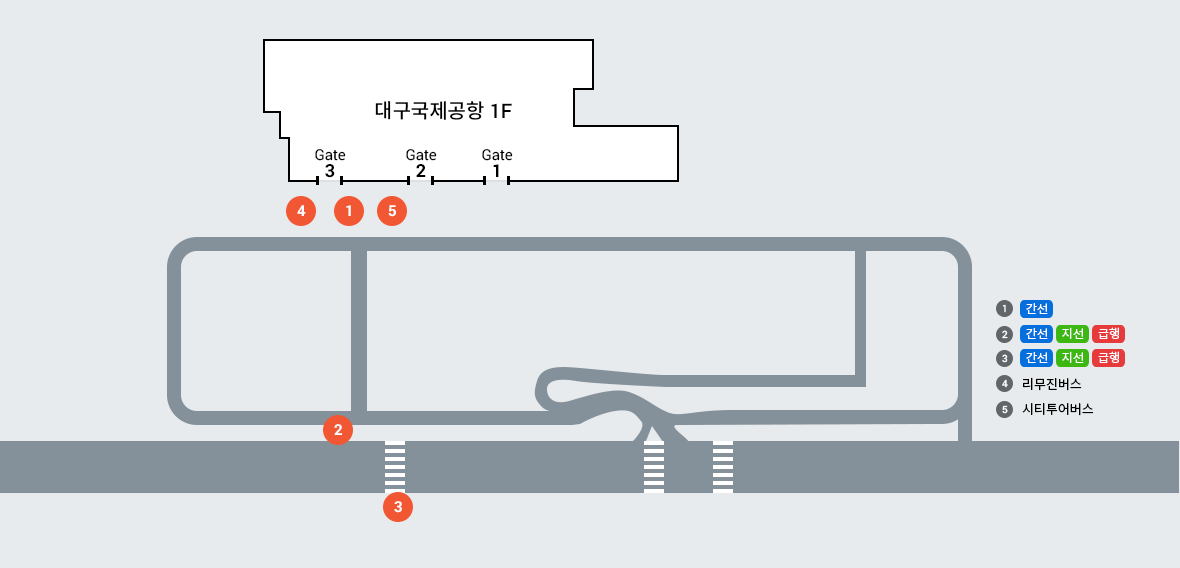 대구국제공항 1F
Gate
3
Gate
2
Gate
1
4
1
5
2
3
1 간선
2 간선 지선 급행
3 간선 지선 급행
4 리무진버스
5 시티투어버스